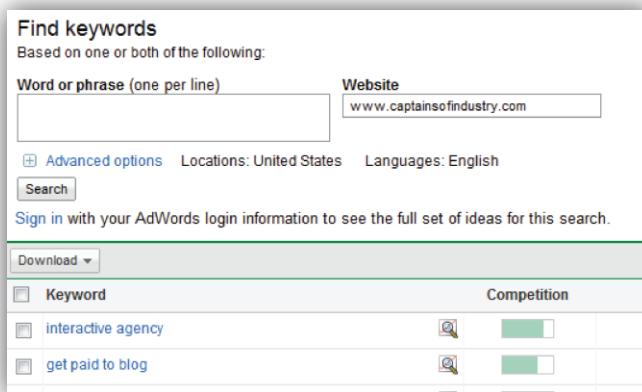 Find keywords
Based on one or both of the following:
Word or phrase (one per line) Website
www.captainsofindustry.com
Advanced options Locations: United States Languages: English
Search
Sign in with your AdWords login information to see the full set of ideas for this search.
Download
Keyword Competition
interactive agency
get paid to blog